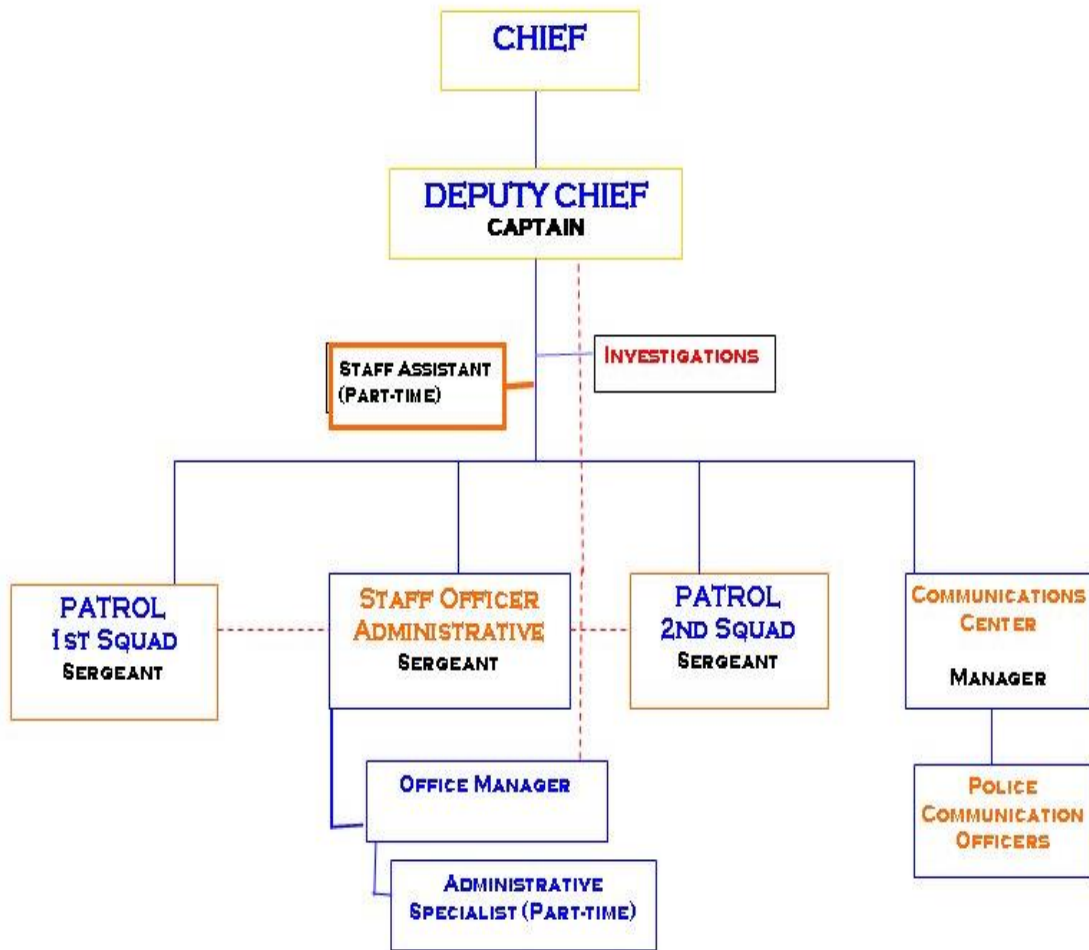 CHIEF
DEPUTY CHIEF
CAPTAIN
STAFF ASSISTANT
(PART-TIME)
INVESTIGATIONS
PATROL
1ST SQUAD
SERGEANT
STAFF OFFICER
ADMINISTRATIVE
SERGEANT
PATROL
2ND SQUAD
SERGEANT
COMMUNICATIONS
CENTER
MANAGER
OFFICE MANAGER
POLICE
COMMUNICATION
OFFICERS
ADMINISTRATIVE
SPECIALIST (PART-TIME)